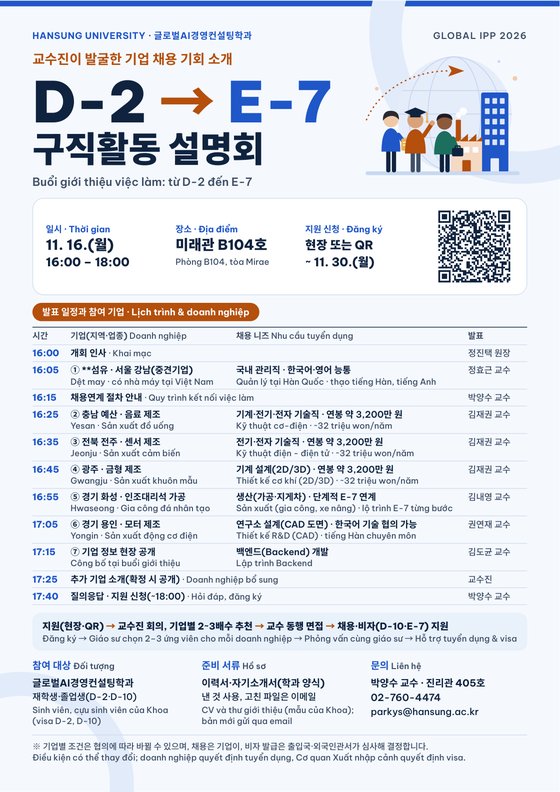 HANSUNG UNIVERSITY · 글로벌AI경영컨설팅학과
GLOBAL IPP 2026
교수진이 발굴한 기업 채용 기회 소개
D-2 → E-7
구직활동 설명회
Buổi giới thiệu việc làm: từ D-2 đến E-7
일시 · Thời gian
11. 16.(월)
16:00 – 18:00
장소 · Địa điểm
미래관 B104호
Phòng B104, tòa Mirae
지원 신청 · Đăng ký
현장 또는 QR
~ 11. 30.(월)
발표 일정과 참여 기업 · Lịch trình & doanh nghiệp
시간 기업(지역·업종) Doanh nghiệp 채용 니즈 Nhu cầu tuyển dụng 발표
16:00 개회 인사 · Khai mạc 정진택 원장
16:05 ① **섬유 · 서울 강남(중견기업) 국내 관리직 · 한국어·영어 능통 정효근 교수
Dệt may · có nhà máy tại Việt Nam Quản lý tại Hàn Quốc · thạo tiếng Hàn, tiếng Anh
16:15 채용연계 절차 안내 · Quy trình kết nối việc làm 박양수 교수
16:25 ② 충남 예산 · 음료 제조 기계·전기·전자 기술직 · 연봉 약 3,200만 원 김재권 교수
Yesan · Sản xuất đồ uống Kỹ thuật cơ-điện · ~32 triệu won/năm
16:35 ③ 전북 전주 · 센서 제조 전기·전자 기술직 · 연봉 약 3,200만 원 김재권 교수
Jeonju · Sản xuất cảm biến Kỹ thuật điện - điện tử · ~32 triệu won/năm
16:45 ④ 광주 · 금형 제조 기계 설계(2D/3D) · 연봉 약 3,200만 원 김재권 교수
Gwangju · Sản xuất khuôn mẫu Thiết kế cơ khí (2D/3D) · ~32 triệu won/năm
16:55 ⑤ 경기 화성 · 인조대리석 가공 생산(가공·지게차) · 단계적 E-7 연계 김내영 교수
Hwaseong · Gia công đá nhân tạo Sản xuất (gia công, xe nâng) · lộ trình E-7 từng bước
17:05 ⑥ 경기 용인 · 모터 제조 연구소 설계(CAD 도면) · 한국어 기술 협의 가능 권연재 교수
Yongin · Sản xuất động cơ điện Thiết kế R&D (CAD) · tiếng Hàn chuyên môn
17:15 ⑦ 기업 정보 현장 공개 백엔드(Backend) 개발 김도균 교수
Công bố tại buổi giới thiệu Lập trình Backend
17:25 추가 기업 소개(확정 시 공개) · Doanh nghiệp bổ sung 교수진
17:40 질의응답 · 지원 신청(~18:00) · Hỏi đáp, đăng ký 박양수 교수
지원(현장·QR) → 교수진 회의, 기업별 2~3배수 추천 → 교수 동행 면접 → 채용·비자(D-10·E-7) 지원
Đăng ký → Giáo sư chọn 2–3 ứng viên cho mỗi doanh nghiệp → Phỏng vấn cùng giáo sư → Hỗ trợ tuyển dụng & visa
참여 대상 Đối tượng
글로벌AI경영컨설팅학과
재학생·졸업생(D-2·D-10)
Sinh viên, cựu sinh viên của Khoa
(visa D-2, D-10)
준비 서류 Hồ sơ
이력서·자기소개서(학과 양식)
낸 것 사용, 고친 파일은 이메일
CV và thư giới thiệu (mẫu của Khoa);
bản mới gửi qua email
문의 Liên hệ
박양수 교수 · 진리관 405호
02-760-4474
parkys@hansung.ac.kr
※ 기업별 조건은 협의에 따라 바뀔 수 있으며, 채용은 기업이, 비자 발급은 출입국·외국인관서가 심사해 결정합니다.
Điều kiện có thể thay đổi; doanh nghiệp quyết định tuyển dụng, Cơ quan Xuất nhập cảnh quyết định visa.